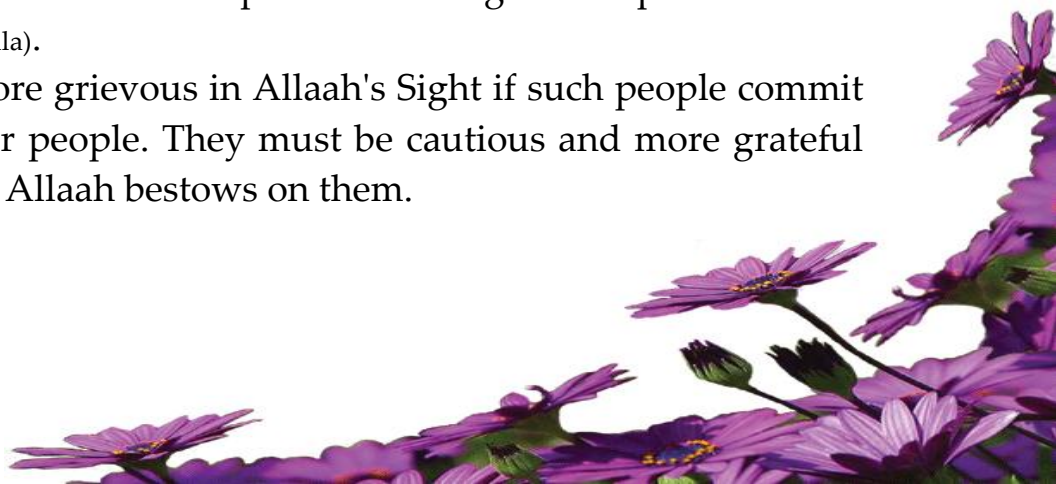 la).
ore grievous in Allaah's Sight if such people commit
r people. They must be cautious and more grateful
Allaah bestows on them.